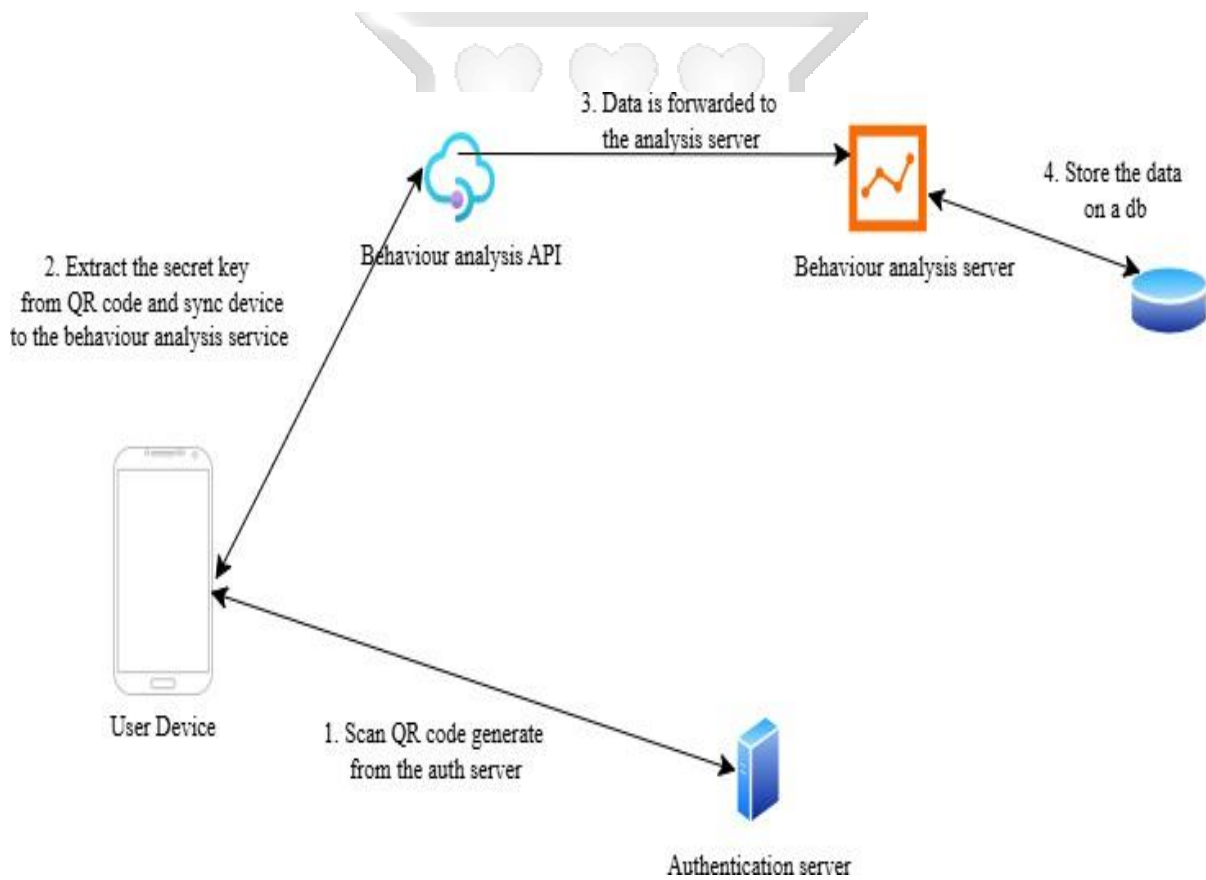 3. Data is forwarded to
the analysis server
4. Store the data
on a db
Behaviour analysis API
Behaviour analysis server
2. Extract the secret key
from QR code and sync device
to the behaviour analysis service
User Device
1. Scan QR code generate
from the auth server
Authentication server